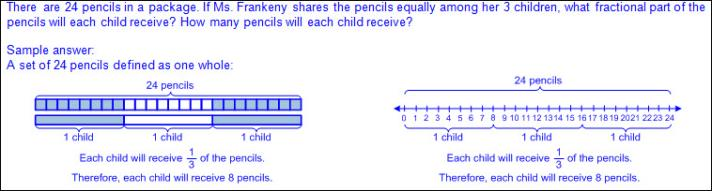 There are 24 pencils in a package. If Ms. Frankeny shares the pencils equally among her 3 children, what fractional part of the
pencils will each child receive? How many pencils will each child receive?
Sample answer:
A set of 24 pencils defined as one whole:
24 pencils
1 child 1 child 1 child
Each child will receive 1/3 of the pencils.
Therefore, each child will receive 8 pencils.
24 pencils
0 1 2 3 4 5 6 7 8 9 10 11 12 13 14 15 16 17 18 19 20 21 22 23 24
1 child 1 child 1 child
Each child will receive 1/3 of the pencils.
Therefore, each child will receive 8 pencils.